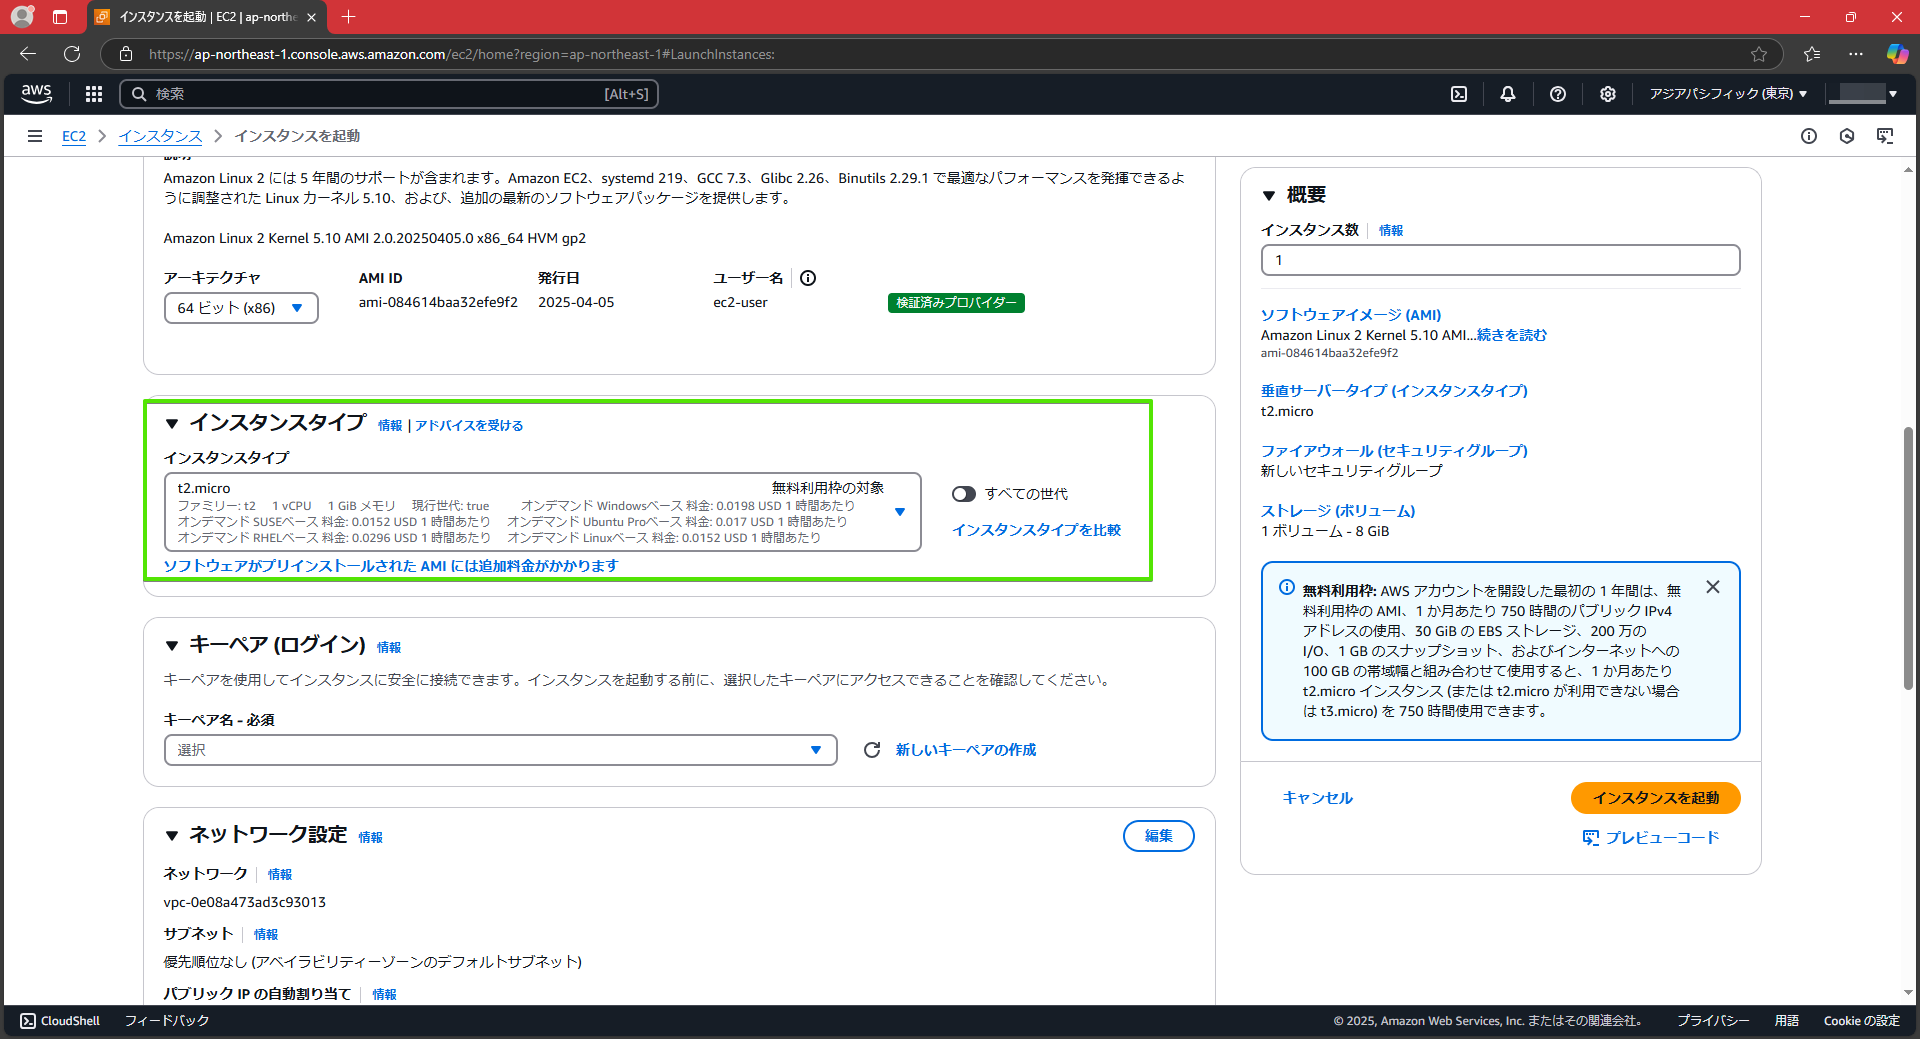 インスタンスを起動 | EC2 | ap-northe
https://ap-northeast-1.console.aws.amazon.com/ec2/home?region=ap-northeast-1#LaunchInstances:
aws
検索
[Alt+S]
アジアパシフィック (東京)
EC2
インスタンス
インスタンスを起動
Amazon Linux 2 には 5 年間のサポートが含まれます。Amazon EC2、systemd 219、GCC 7.3、Glibc 2.26、Binutils 2.29.1 で最適なパフォーマンスを発揮できるよ
うに調整された Linux カーネル 5.10、および、追加の最新のソフトウェアパッケージを提供します。
Amazon Linux 2 Kernel 5.10 AMI 2.0.20250405.0 x86_64 HVM gp2
アーキテクチャ
64 ビット (x86)
AMI ID
ami-084614baa32efe9f2
発行日
2025-04-05
ユーザー名
ec2-user
検証済みプロバイダー
インスタンスタイプ 情報 | アドバイスを受ける
インスタンスタイプ
t2.micro 無料利用枠の対象
ファミリー: t2 1 vCPU 1 GiB メモリ 現行世代: true オンデマンド Windowsベース 料金: 0.0198 USD 1 時間あたり
オンデマンド SUSEベース 料金: 0.0152 USD 1 時間あたり オンデマンド Ubuntu Proベース 料金: 0.017 USD 1 時間あたり
オンデマンド RHELベース 料金: 0.0296 USD 1 時間あたり オンデマンド Linuxベース 料金: 0.0152 USD 1 時間あたり
すべての世代
インスタンスタイプを比較
ソフトウェアがプリインストールされた AMI には追加料金がかかります
キーペア (ログイン) 情報
キーペアを使用してインスタンスに安全に接続できます。インスタンスを起動する前に、選択したキーペアにアクセスできることを確認してください。
キーペア名 - 必須
選択
新しいキーペアの作成
ネットワーク設定 情報
編集
ネットワーク 情報
vpc-0e08a473ad3c93013
サブネット 情報
優先順位なし (アベイラビリティーゾーンのデフォルトサブネット)
パブリック IP の自動割り当て 情報
概要
インスタンス数 情報
1
ソフトウェアイメージ (AMI)
Amazon Linux 2 Kernel 5.10 AMI...続きを読む
ami-084614baa32efe9f2
垂直サーバータイプ (インスタンスタイプ)
t2.micro
ファイアウォール (セキュリティグループ)
新しいセキュリティグループ
ストレージ (ボリューム)
1 ボリューム - 8 GiB
無料利用枠: AWS アカウントを開設した最初の 1 年間は、無
料利用枠の AMI、1 か月あたり 750 時間のパブリック IPv4
アドレスの使用、30 GiB の EBS ストレージ、200 万の
I/O、1 GB のスナップショット、およびインターネットへの
100 GB の帯域幅と組み合わせて使用すると、1 か月あたり
t2.micro インスタンス (または t2.micro が利用できない場合
は t3.micro) を 750 時間使用できます。
キャンセル
インスタンスを起動
プレビューコード
CloudShell
フィードバック
© 2025, Amazon Web Services, Inc. またはその関連会社。
プライバシー
用語
Cookie の設定